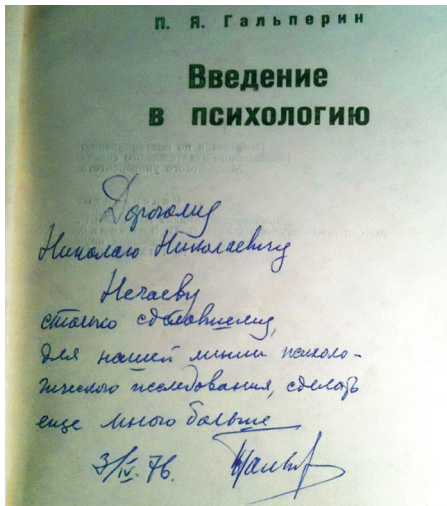 П. Я. Гальперин
Введение
в психологию
Дорогому
Николаю Николаевичу
Нечаеву
столько сделавшему
для нашей линии психоло-
гического исследования, сделать
еще много больше
3/IV. 76.